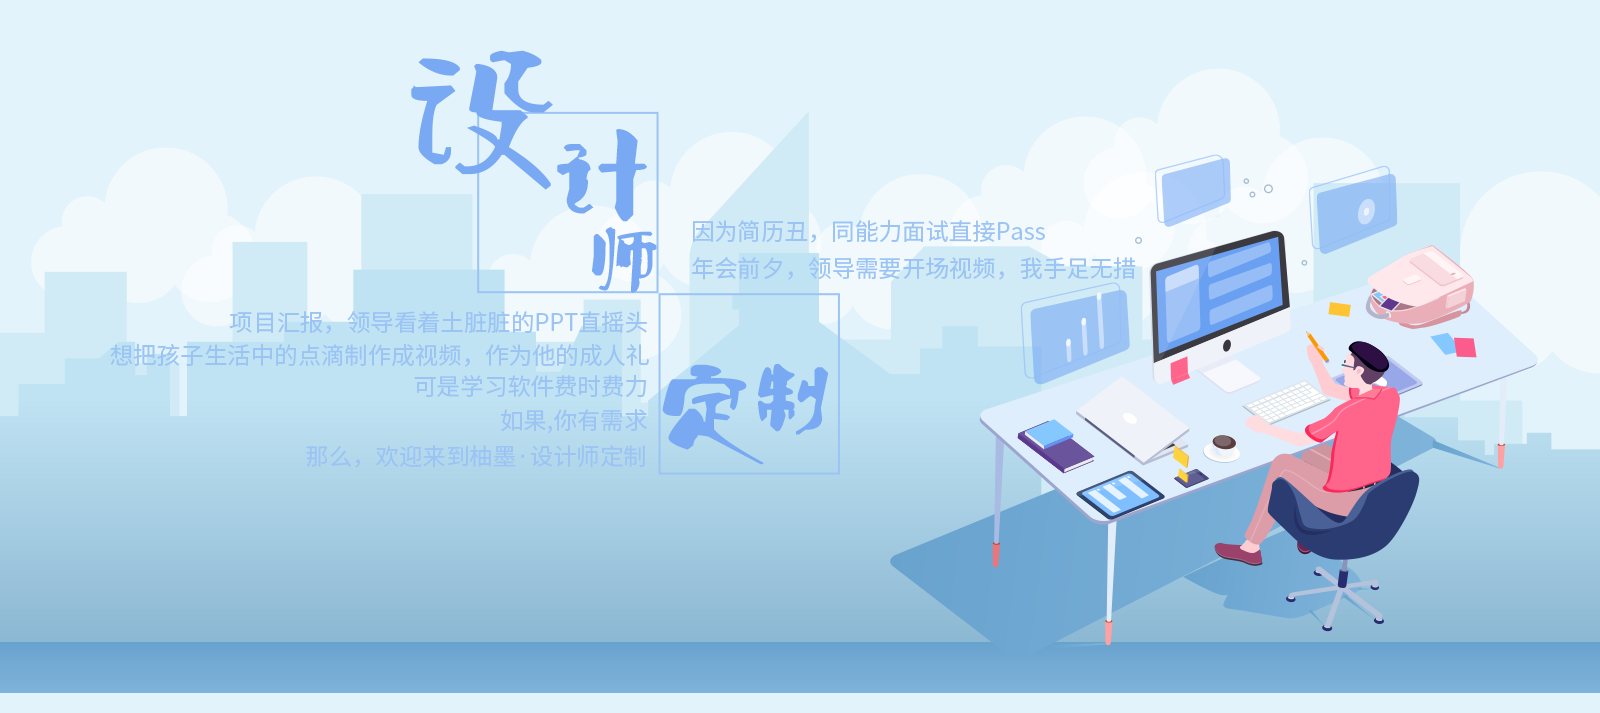 设计师
定制
因为简历丑，同能力面试直接Pass
年会前夕，领导需要开场视频，我手足无措
项目汇报，领导看着土脏脏的PPT直摇头
想把孩子生活中的点滴制作成视频，作为他的成人礼
可是学习软件费时费力
如果,你有需求
那么，欢迎来到柚墨·设计师定制